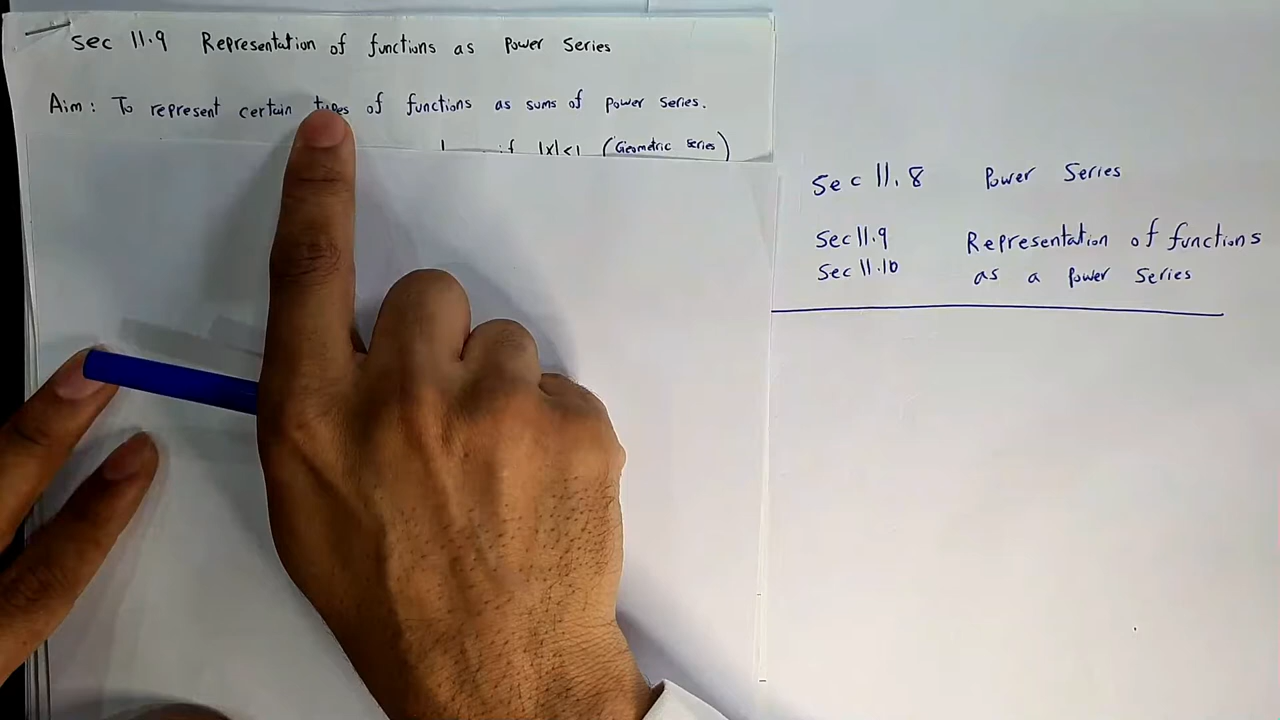 Sec 11.9 Representation of functions as Power Series
Aim: To represent certain types of functions as sums of Power Series.
if |x|<1 (Geometric Series)
Sec 11.8 Power Series
Sec 11.9 Representation of functions
Sec 11.10 as a Power Series